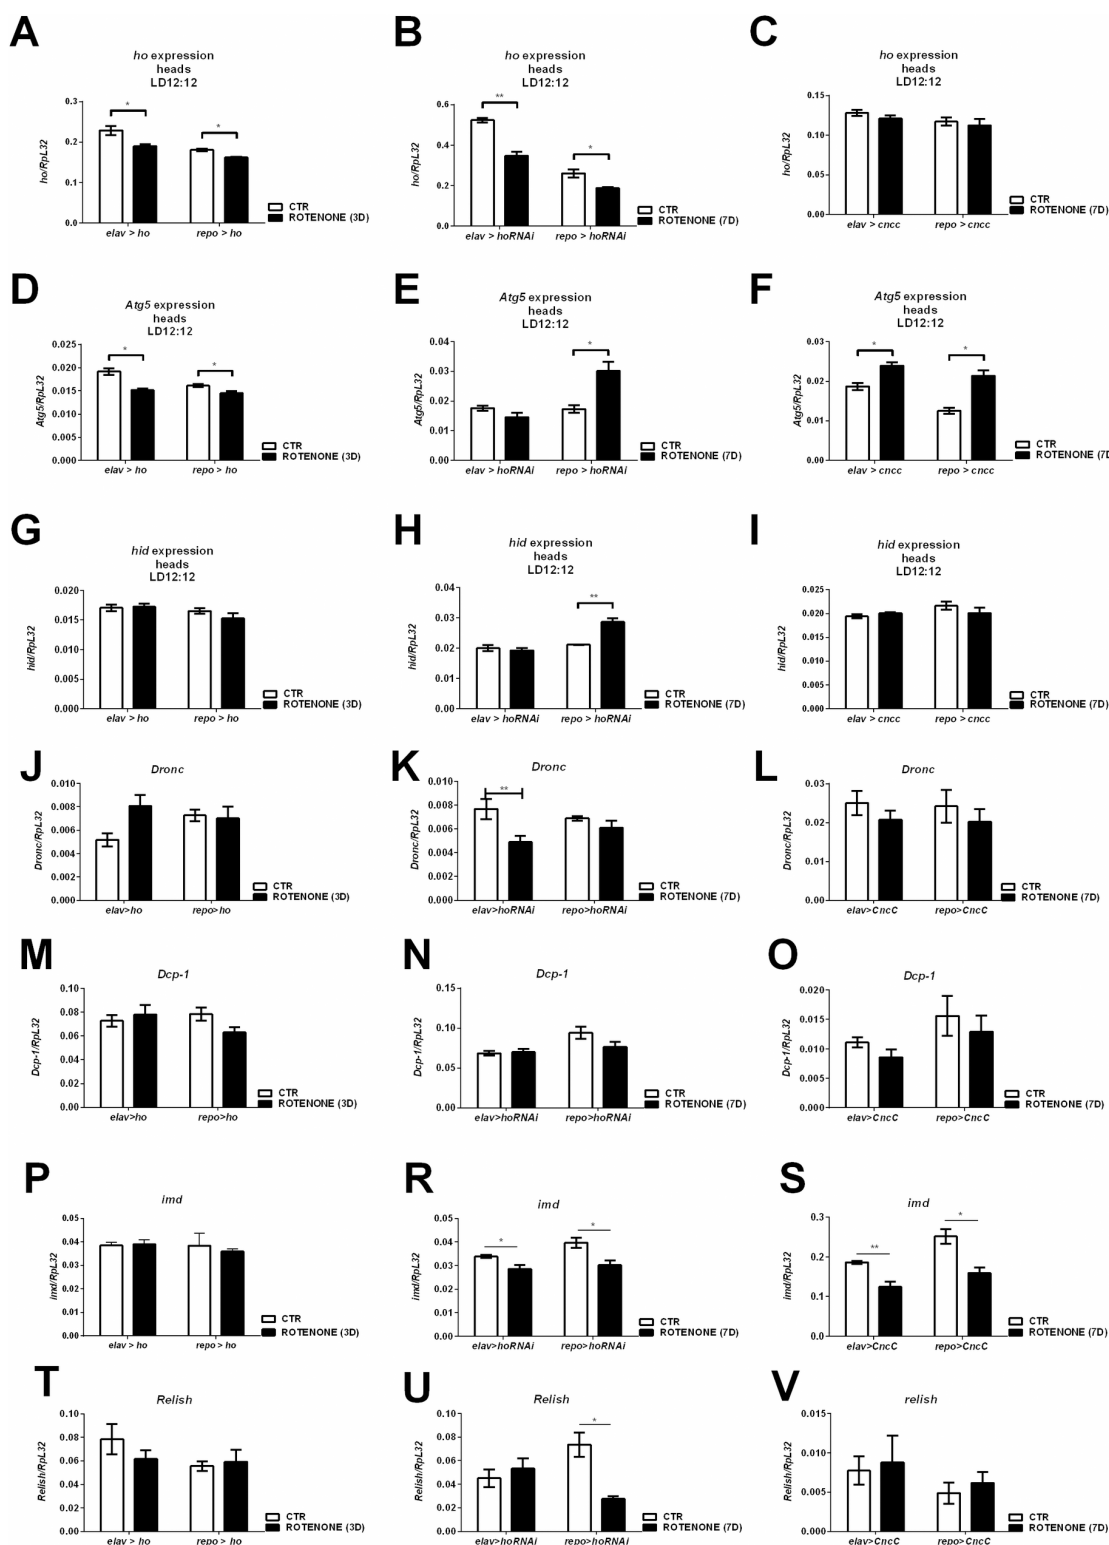 A
ho expression
heads
LD12:12
0.3
0.2
0.1
0.0
ho/RpL32
*
*
elav > ho
repo > ho
CTR
ROTENONE (3D)
B
ho expression
heads
LD12:12
0.6
0.4
0.2
0.0
ho/RpL32
**
*
elav > hoRNAi
repo > hoRNAi
CTR
ROTENONE (7D)
C
ho expression
heads
LD12:12
0.15
0.10
0.05
0.00
ho/RpL32
elav > cncc
repo > cncc
CTR
ROTENONE (7D)
D
Atg5 expression
heads
LD12:12
0.025
0.020
0.015
0.010
0.005
0.000
Atg5/RpL32
*
*
elav > ho
repo > ho
CTR
ROTENONE (3D)
E
Atg5 expression
heads
LD12:12
0.04
0.03
0.02
0.01
0.00
Atg5/RpL32
*
elav > hoRNAi
repo > hoRNAi
CTR
ROTENONE (7D)
F
Atg5 expression
heads
LD12:12
0.03
0.02
0.01
0.00
Atg5/RpL32
*
*
elav > cncc
repo > cncc
CTR
ROTENONE (7D
G
hid expression
heads
LD12:12
0.020
0.015
0.010
0.005
0.000
hid/RpL32
elav > ho
repo > ho
CTR
ROTENONE (3D)
H
hid expression
heads
LD12:12
0.04
0.03
0.02
0.01
0.00
hid/RpL32
**
elav > hoRNAi
repo > hoRNAi
CTR
ROTENONE (7D)
I
hid expression
heads
LD12:12
0.025
0.020
0.015
0.010
0.005
0.000
hid/RpL32
elav > cncc
repo > cncc
CTR
ROTENONE (7D)
J
Dronc
0.010
0.008
0.006
0.004
0.002
0.000
Dronc/RpL32
elav>ho
repo>ho
CTR
ROTENONE (3D)
K
Dronc
0.010
0.008
0.006
0.004
0.002
0.000
Dronc/RpL32
**
elav>hoRNAi
repo>hoRNAi
CTR
ROTENONE (7D)
L
Dronc
0.03
0.02
0.01
0.00
Dronc/RpL32
elav>CncC
repo>CncC
CTR
ROTENONE (7D)
M
Dcp-1
0.10
0.08
0.06
0.04
0.02
0.00
Dcp-1/RpL32
elav>ho
repo>ho
CTR
ROTENONE (3D)
N
Dcp-1
0.15
0.10
0.05
0.00
Dcp-1/RpL32
elav>hoRNAi
repo>hoRNAi
CTR
ROTENONE (7D)
O
Dcp-1
0.020
0.015
0.010
0.005
0.000
Dcp-1/RpL32
elav>CncC
repo>CncC
CTR
ROTENONE (7D)
P
imd
0.05
0.04
0.03
0.02
0.01
0.00
imd/RpL32
elav > ho
repo > ho
CTR
ROTENONE (3D)
R
imd
0.05
0.04
0.03
0.02
0.01
0.00
imd/RpL32
*
*
elav>hoRNAi
repo>hoRNAi
CTR
ROTENONE (7D)
S
imd
0.3
0.2
0.1
0.0
imd/RpL32
**
*
elav>CncC
repo>CncC
CTR
ROTENONE (7D)
T
Relish
0.10
0.08
0.06
0.04
0.02
0.00
Relish/RpL32
elav > ho
repo > ho
CTR
ROTENONE (3D)
U
Relish
0.10
0.08
0.06
0.04
0.02
0.00
Relish/RpL32
*
elav>hoRNAi
repo>hoRNAi
CTR
ROTENONE (7D)
V
relish
0.015
0.010
0.005
0.000
Relish/RpL32
elav>CncC
repo>CncC
CTR
ROTENONE (7D)